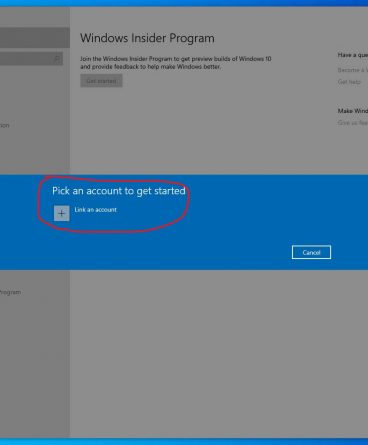 Windows Insider Program
Join the Windows Insider Program to get preview builds of Windows 10
and provide feedback to help make Windows better.
Get started
Have a que
Become a W
Get help
Make Wind
Give us fee
Pick an account to get started
Link an account
Cancel
Program